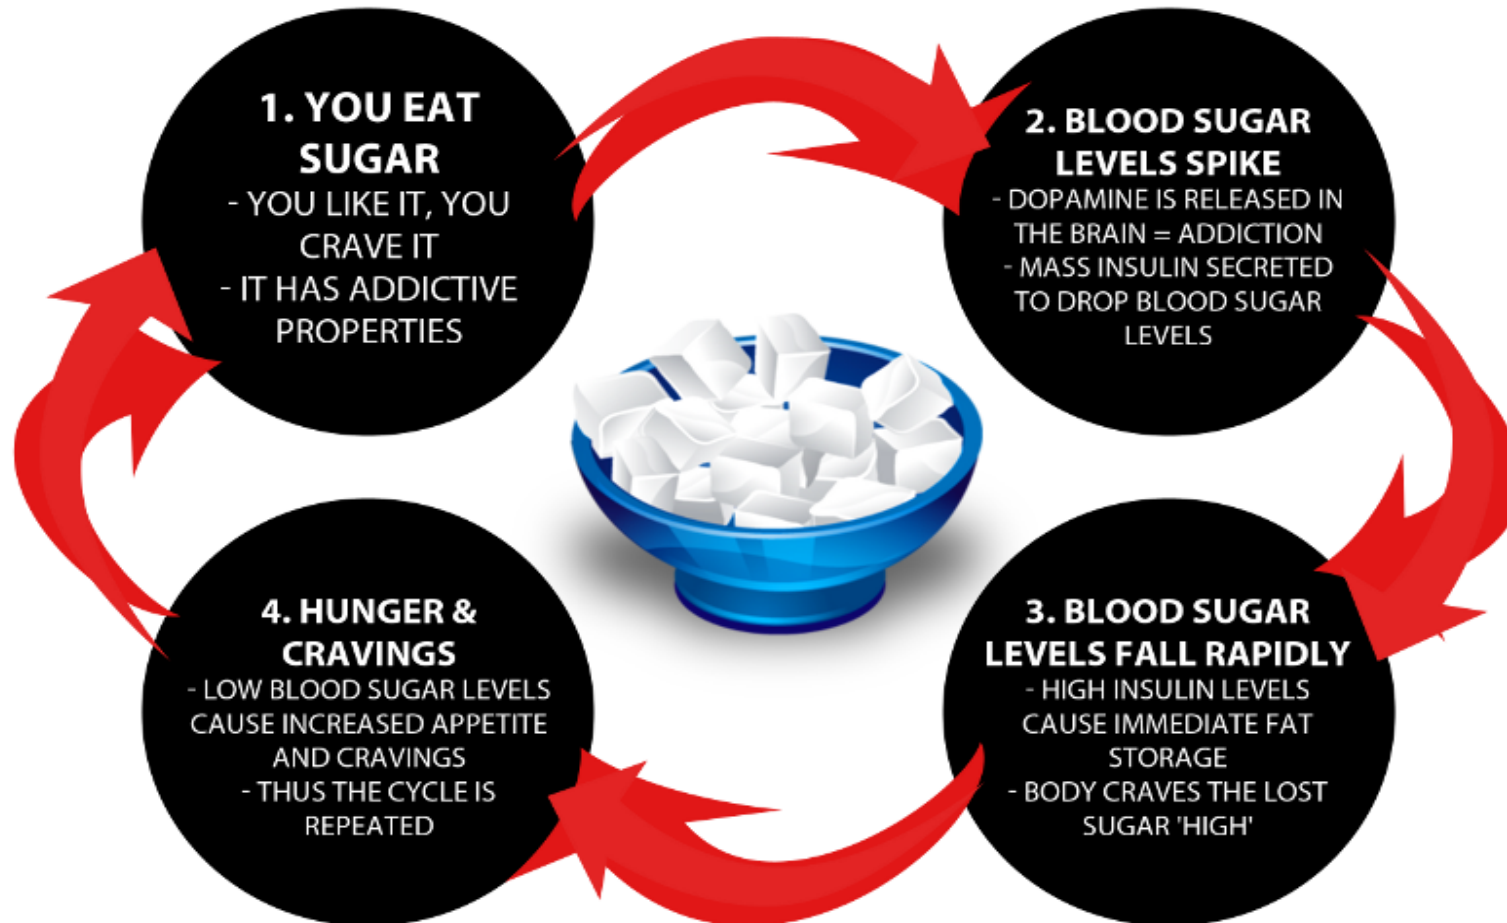 1. YOU EAT
SUGAR
- YOU LIKE IT, YOU
CRAVE IT
- IT HAS ADDICTIVE
PROPERTIES
2. BLOOD SUGAR
LEVELS SPIKE
- DOPAMINE IS RELEASED IN
THE BRAIN = ADDICTION
- MASS INSULIN SECRETED
TO DROP BLOOD SUGAR
LEVELS
3. BLOOD SUGAR
LEVELS FALL RAPIDLY
- HIGH INSULIN LEVELS
CAUSE IMMEDIATE FAT
STORAGE
- BODY CRAVES THE LOST
SUGAR 'HIGH'
4. HUNGER &
CRAVINGS
- LOW BLOOD SUGAR LEVELS
CAUSE INCREASED APPETITE
AND CRAVINGS
- THUS THE CYCLE IS
REPEATED